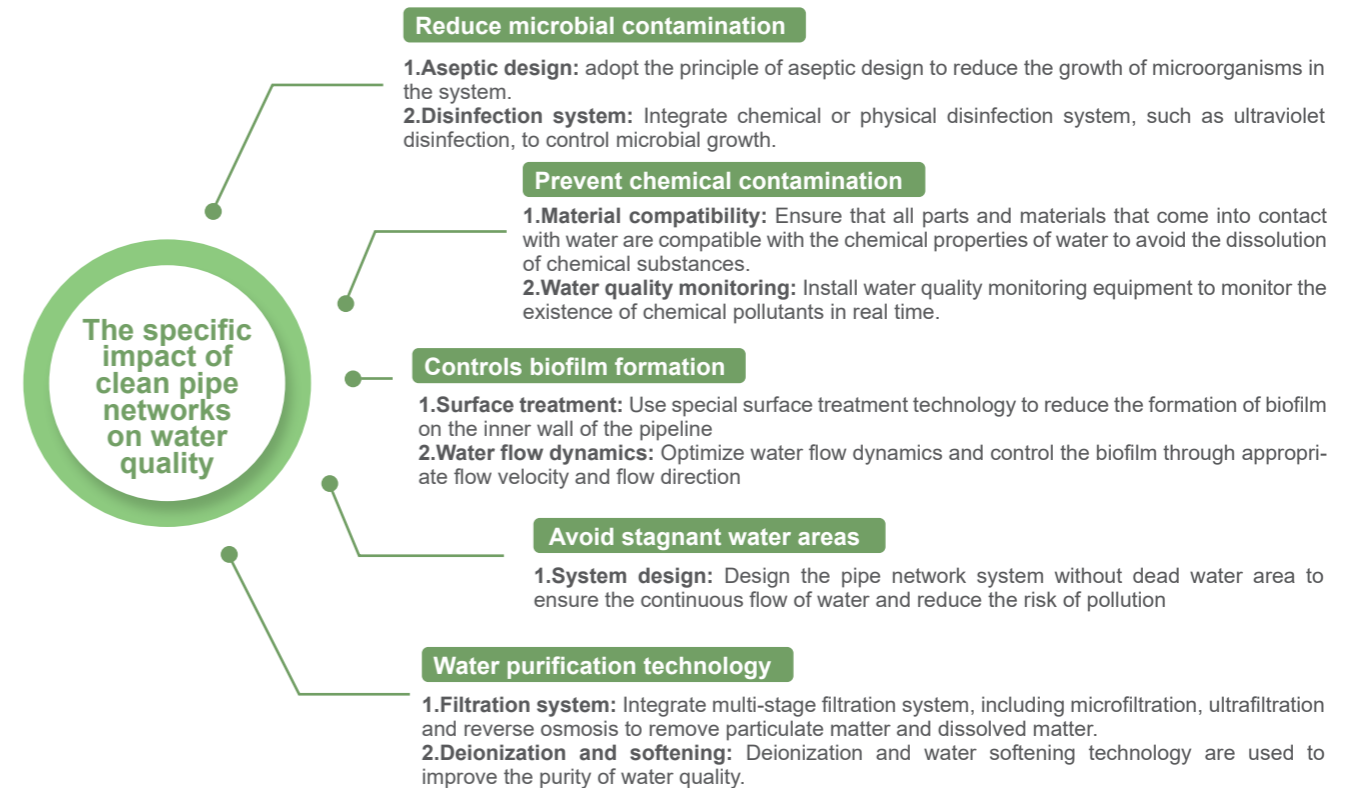 Reduce microbial contamination
1.Aseptic design: adopt the principle of aseptic design to reduce the growth of microorganisms in
the system.
2.Disinfection system: Integrate chemical or physical disinfection system, such as ultraviolet
disinfection, to control microbial growth.
Prevent chemical contamination
1.Material compatibility: Ensure that all parts and materials that come into contact
with water are compatible with the chemical properties of water to avoid the dissolution
of chemical substances.
2.Water quality monitoring: Install water quality monitoring equipment to monitor the
existence of chemical pollutants in real time.
The specific
impact of
clean pipe
networks
on water
quality
Controls biofilm formation
1.Surface treatment: Use special surface treatment technology to reduce the formation of biofilm
on the inner wall of the pipeline
2.Water flow dynamics: Optimize water flow dynamics and control the biofilm through appropri-
ate flow velocity and flow direction
Avoid stagnant water areas
1.System design: Design the pipe network system without dead water area to
ensure the continuous flow of water and reduce the risk of pollution
Water purification technology
1.Filtration system: Integrate multi-stage filtration system, including microfiltration, ultrafiltration
and reverse osmosis to remove particulate matter and dissolved matter.
2.Deionization and softening: Deionization and water softening technology are used to
improve the purity of water quality.